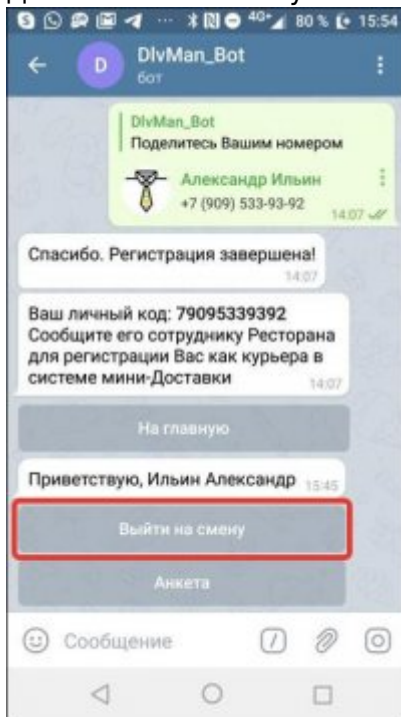 4G+ 80 % 15:54
DlvMan_Bot
бот
D
DlvMan_Bot
Поделитесь Вашим номером
Александр Ильин
+7 (909) 533-93-92
14:07
Спасибо. Регистрация завершена!
14:07
Ваш личный код: 79095339392
Сообщите его сотруднику Ресторана
для регистрации Вас как курьера в
системе мини-Доставки
14:07
На главную
Приветствую, Ильин Александр
15:45
Выйти на смену
Анкета
Сообщение